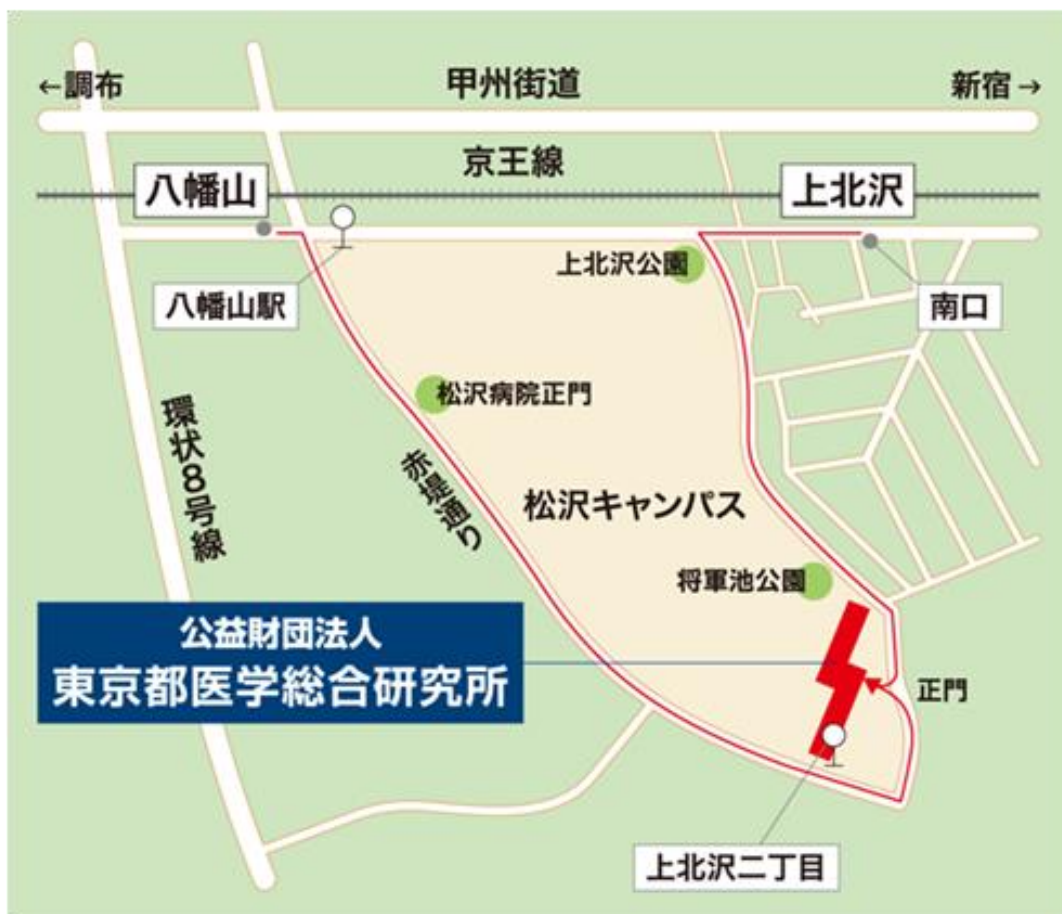 ←調布
甲州街道
新宿→
京王線
八幡山
上北沢
上北沢公園
八幡山駅
南口
松沢病院正門
環状8号線
赤堤通り
松沢キャンパス
将軍池公園
公益財団法人
東京都医学総合研究所
正門
上北沢二丁目